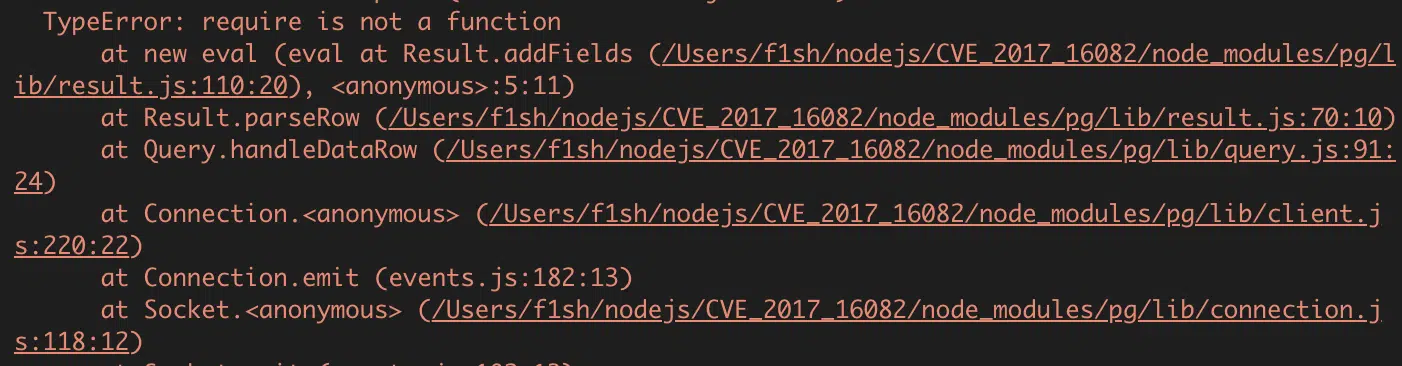 TypeError: require is not a function
at new eval (eval at Result.addFields (/Users/f1sh/nodejs/CVE_2017_16082/node_modules/pg/l
ib/result.js:110:20), <anonymous>:5:11)
at Result.parseRow (/Users/f1sh/nodejs/CVE_2017_16082/node_modules/pg/lib/result.js:70:10)
at Query.handleDataRow (/Users/f1sh/nodejs/CVE_2017_16082/node_modules/pg/lib/query.js:91:
24)
at Connection.<anonymous> (/Users/f1sh/nodejs/CVE_2017_16082/node_modules/pg/lib/client.j
s:220:22)
at Connection.emit (events.js:182:13)
at Socket.<anonymous> (/Users/f1sh/nodejs/CVE_2017_16082/node_modules/pg/lib/connection.j
s:118:12)